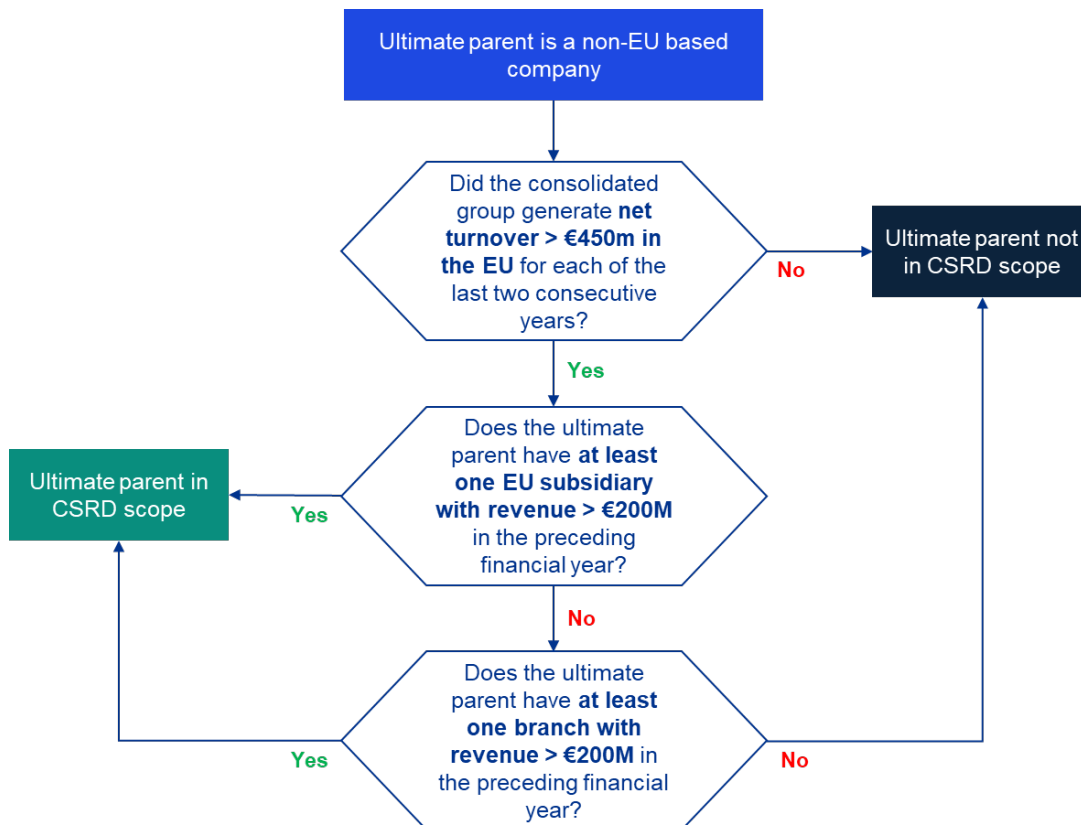 Ultimate parent is a non-EU based
company
Did the consolidated
group generate net
turnover > €450m in
the EU for each of the
last two consecutive
years?
No
Ultimate parent not
in CSRD scope
Yes
Does the ultimate
parent have at least
one EU subsidiary
with revenue > €200M
in the preceding
financial year?
Yes
Ultimate parent in
CSRD scope
No
Does the ultimate
parent have at least
one branch with
revenue > €200M in
the preceding financial
year?
Yes
No